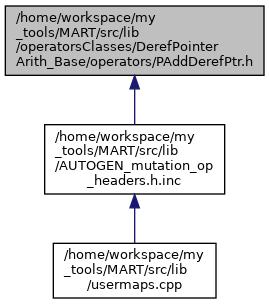 /home/workspace/my
_tools/MART/src/lib
/operatorsClasses/DerefPointer
Arith_Base/operators/PAddDerefPtr.h
/home/workspace/my
_tools/MART/src/lib
/AUTOGEN_mutation_op
_headers.h.inc
/home/workspace/my
_tools/MART/src/lib
/usermaps.cpp